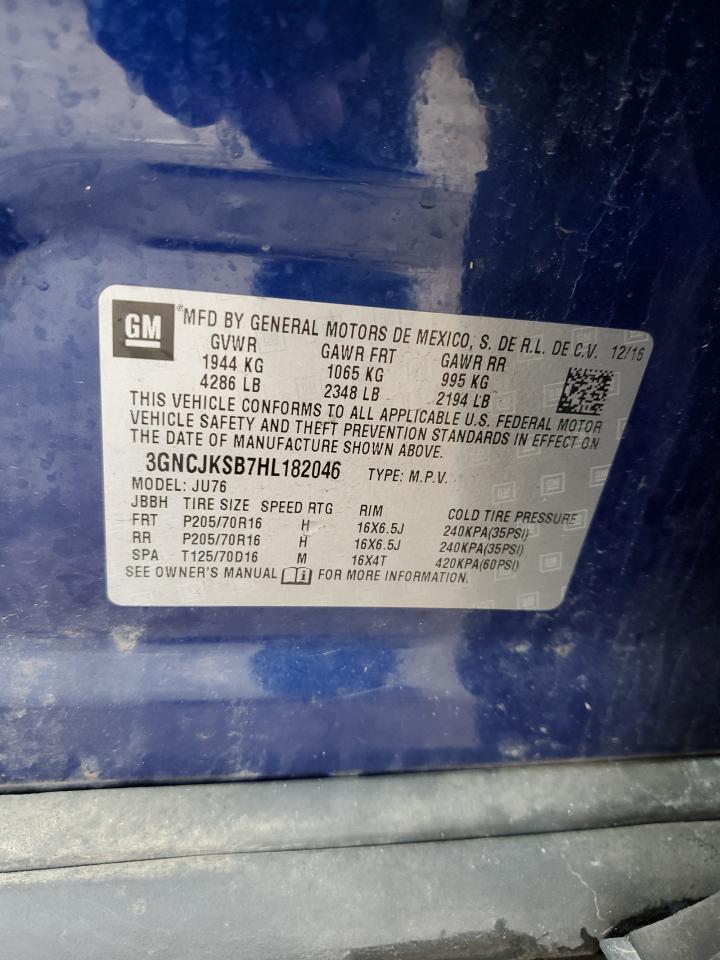 GM
®MFD BY GENERAL MOTORS DE MEXICO, S. DE R.L. DE C.V. 12/16
GVWR GAWR FRT GAWR RR
1944 KG 1065 KG 995 KG
4286 LB 2348 LB 2194 LB
THIS VEHICLE CONFORMS TO ALL APPLICABLE U.S. FEDERAL MOTOR
VEHICLE SAFETY AND THEFT PREVENTION STANDARDS IN EFFECT ON
THE DATE OF MANUFACTURE SHOWN ABOVE.
3GNCJKSB7HL182046 TYPE: M.P.V.
MODEL: JU76
JBBH TIRE SIZE SPEED RTG RIM COLD TIRE PRESSURE
FRT P205/70R16 H 16X6.5J 240KPA(35PSI)
RR P205/70R16 H 16X6.5J 240KPA(35PSI)
SPA T125/70D16 M 16X4T 420KPA(60PSI)
SEE OWNER'S MANUAL FOR MORE INFORMATION.